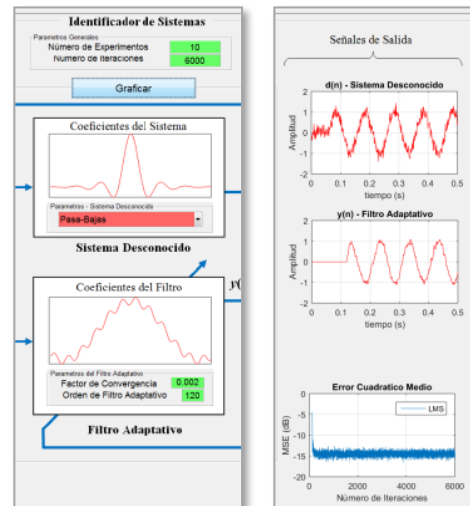 Identificador de Sistemas
Parametros Generales
Número de Experimentos 10
Numero de Iteraciones 6000
Graficar
Coeficientes del Sistema
Parametros - Sistema Desconocido
Pasa-Bajas
Sistema Desconocido
Coeficientes del Filtro
Parametros del Filtro Adaptativo
Factor de Convergencia 0.002
Orden de Filtro Adaptativo 120
Filtro Adaptativo
y(
Señales de Salida
d(n) - Sistema Desconocido
Amplitud
2
1
0
-1
-2
0 0.1 0.2 0.3 0.4 0.5
tiempo (s)
y(n) - Filtro Adaptativo
Amplitud
2
1
0
-1
-2
0 0.1 0.2 0.3 0.4 0.5
tiempo (s)
Error Cuadratico Medio
LMS
MSE (dB)
0
-5
-10
-15
-20
0 2000 4000 6000
Número de Iteraciones